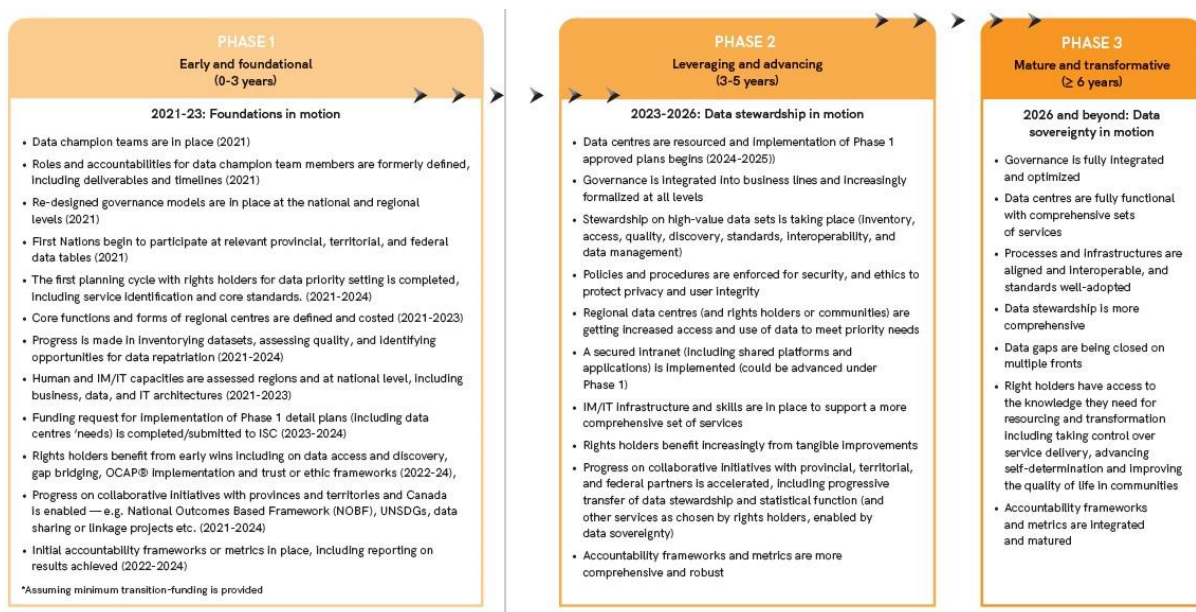 PHASE 1
Early and foundational
(0-3 years)
2021-23: Foundations in motion
• Data champion teams are in place (2021)
• Roles and accountabilities for data champion team members are formerly defined,
including deliverables and timelines (2021)
• Re-designed governance models are in place at the national and regional
levels (2021)
• First Nations begin to participate at relevant provincial, territorial, and federal
data tables (2021)
• The first planning cycle with rights holders for data priority setting is completed,
including service identification and core standards. (2021-2024)
• Core functions and forms of regional centres are defined and costed (2021-2023)
• Progress is made in inventorying datasets, assessing quality, and identifying
opportunities for data repatriation (2021-2024)
• Human and IM/IT capacities are assessed regions and at national level, including
business, data, and IT architectures (2021-2023)
• Funding request for implementation of Phase 1 detail plans (including data
centres ‘needs) is completed/submitted to ISC (2023-2024)
• Rights holders benefit from early wins including on data access and discovery,
gap bridging, OCAP® implementation and trust or ethic frameworks (2022-24),
• Progress on collaborative initiatives with provinces and territories and Canada
is enabled — e.g. National Outcomes Based Framework (NOBF), UNSDGs, data
sharing or linkage projects etc. (2021-2024)
• Initial accountability frameworks or metrics in place, including reporting on
results achieved (2022-2024)
*Assuming minimum transition-funding is provided
PHASE 2
Leveraging and advancing
(3-5 years)
2023-2026: Data stewardship in motion
• Data centres are resourced and implementation of Phase 1
approved plans begins (2024-2025))
• Governance is integrated into business lines and increasingly
formalized at all levels
• Stewardship on high-value data sets is taking place (inventory,
access, quality, discovery, standards, interoperability, and
data management)
• Policies and procedures are enforced for security, and ethics to
protect privacy and user integrity
• Regional data centres (and rights holders or communities) are
getting increased access and use of data to meet priority needs
• A secured intranet (including shared platforms and
applications) is implemented (could be advanced under
Phase 1)
• IM/IT infrastructure and skills are in place to support a more
comprehensive set of services
• Rights holders benefit increasingly from tangible improvements
• Progress on collaborative initiatives with provincial, territorial,
and federal partners is accelerated, including progressive
transfer of data stewardship and statistical function (and
other services as chosen by rights holders, enabled by
data sovereignty)
• Accountability frameworks and metrics are more
comprehensive and robust
PHASE 3
Mature and transformative
(≥ 6 years)
2026 and beyond: Data
sovereignty in motion
• Governance is fully integrated
and optimized
• Data centres are fully functional
with comprehensive sets
of services
• Processes and infrastructures are
aligned and interoperable, and
standards well-adopted
• Data stewardship is more
comprehensive
• Data gaps are being closed on
multiple fronts
• Right holders have access to
the knowledge they need for
resourcing and transformation
including taking control over
service delivery, advancing
self-determination and improving
the quality of life in communities
• Accountability frameworks
and metrics are integrated
and matured